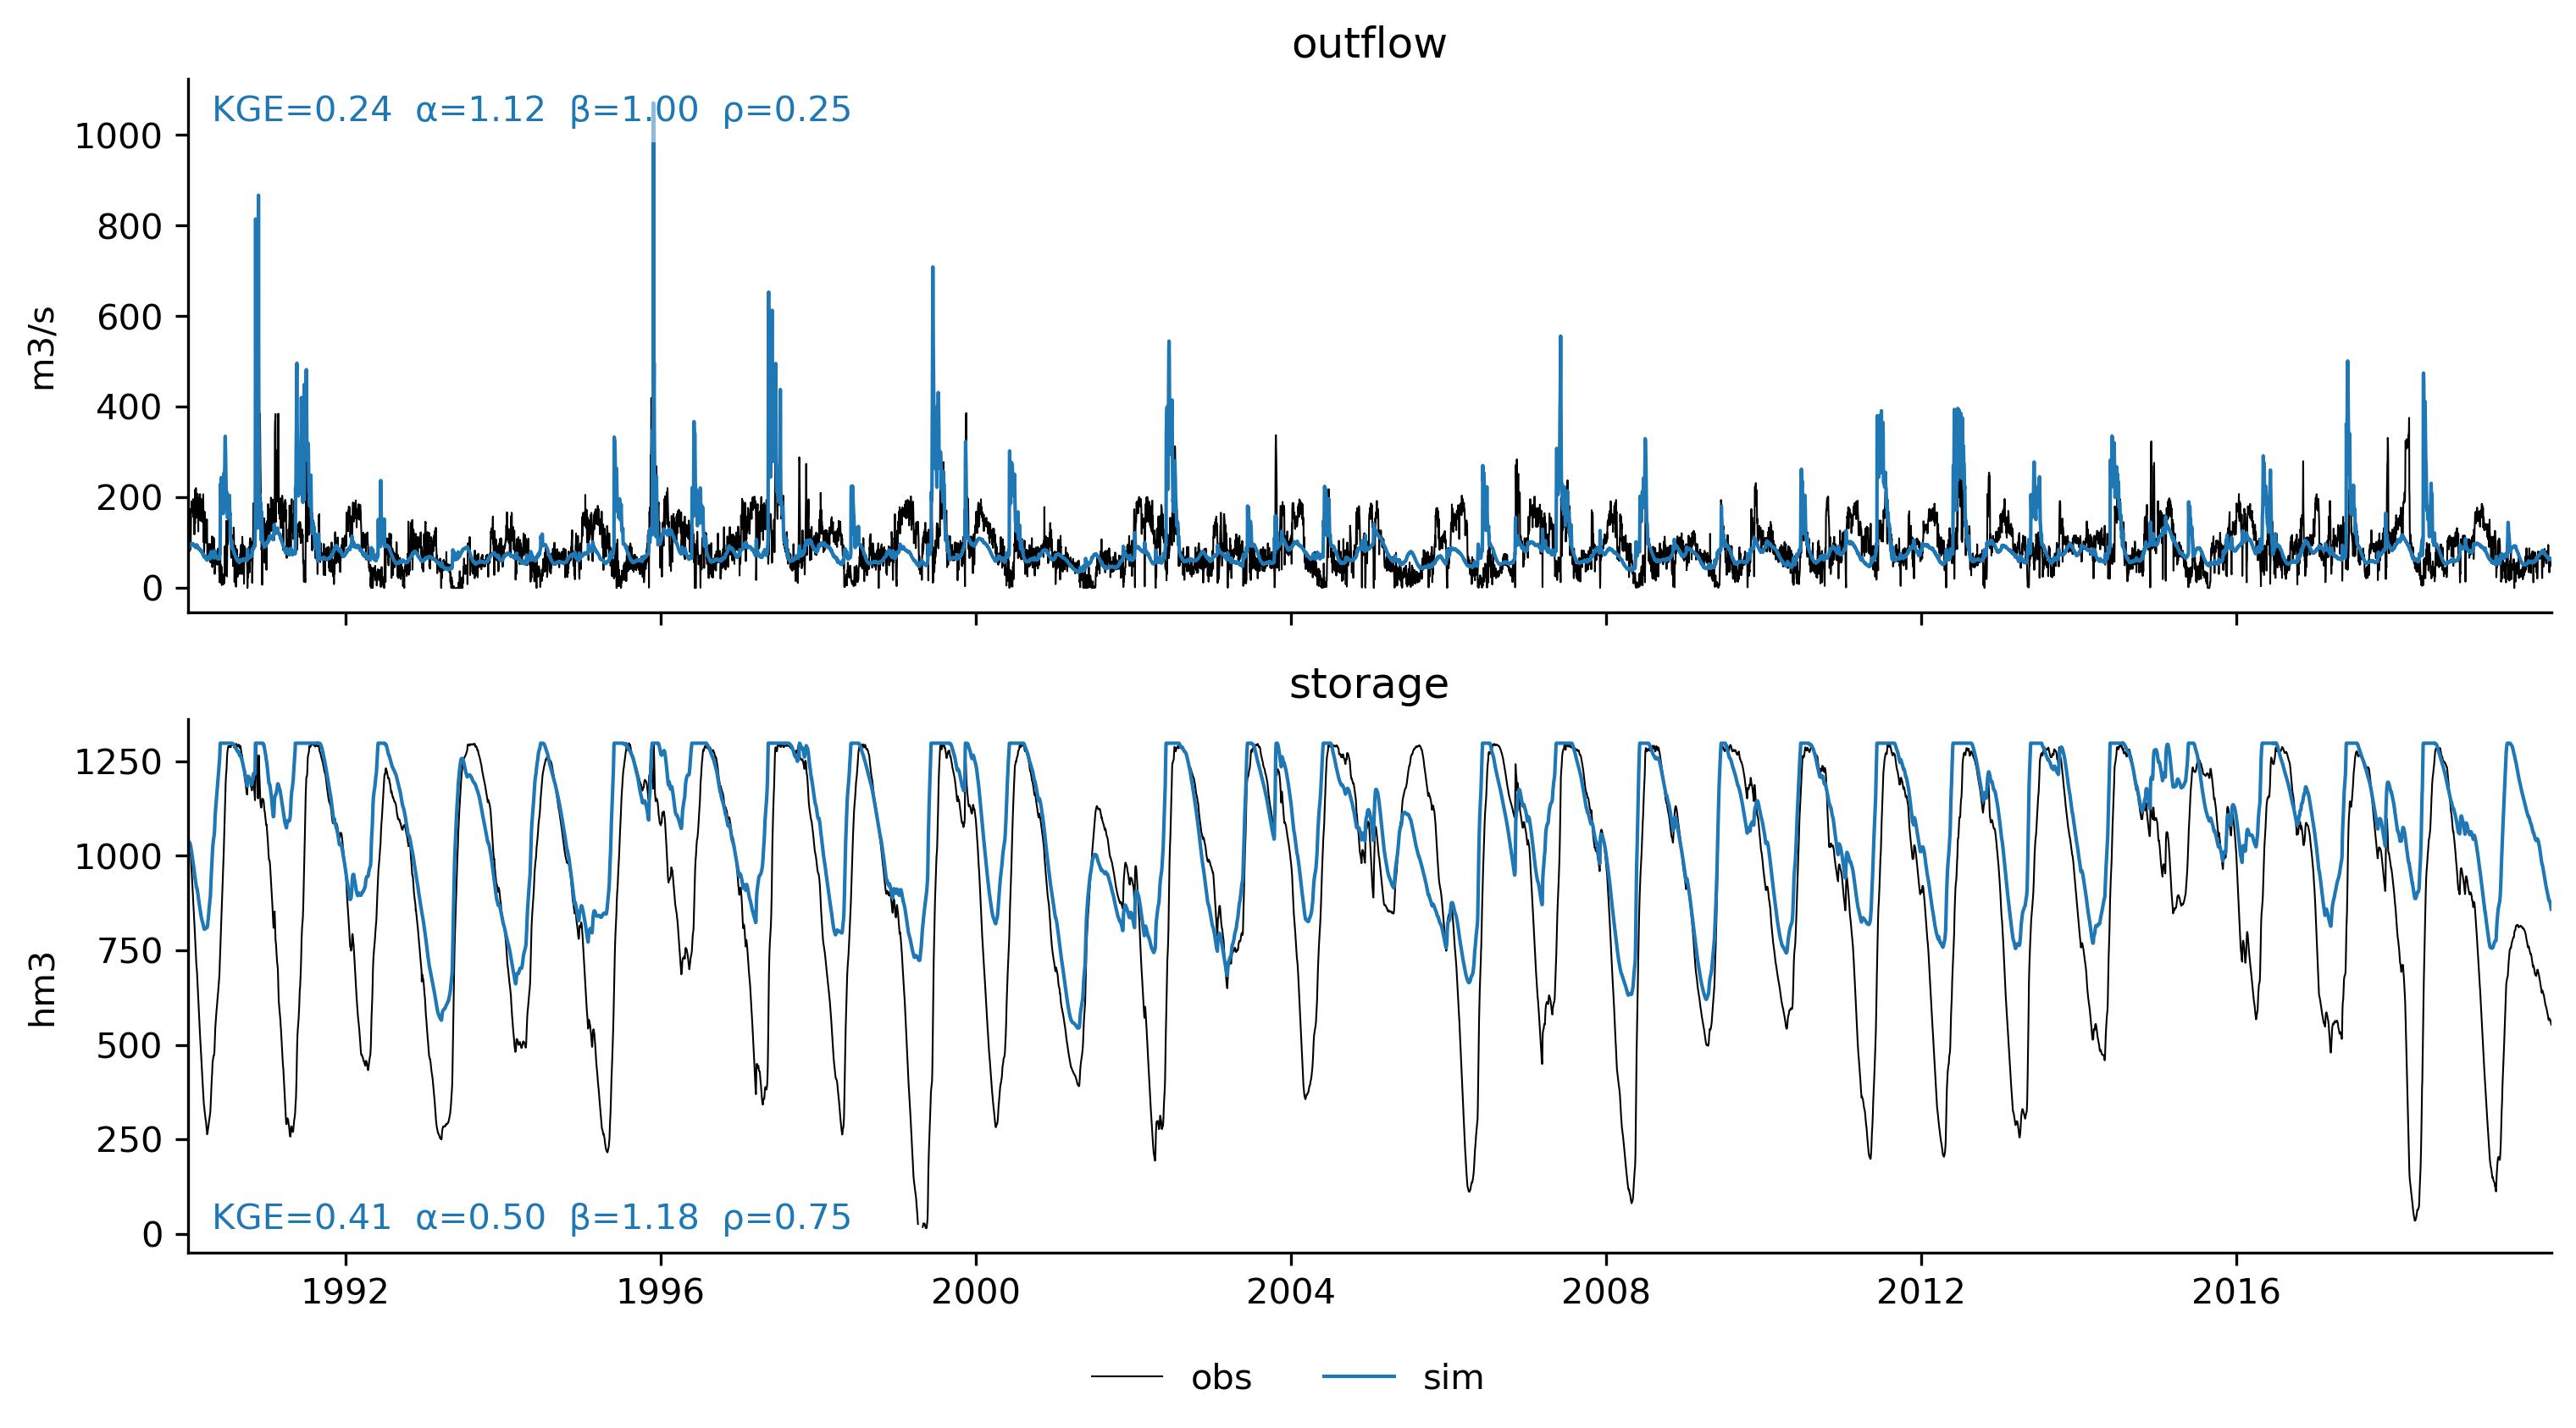 outflow
KGE=0.24 α=1.12 β=1.00 ρ=0.25
1000
800
600
400
200
0
m3/s
storage
1250
1000
750
500
250
0
hm3
KGE=0.41 α=0.50 β=1.18 ρ=0.75
1992 1996 2000 2004 2008 2012 2016
obs sim